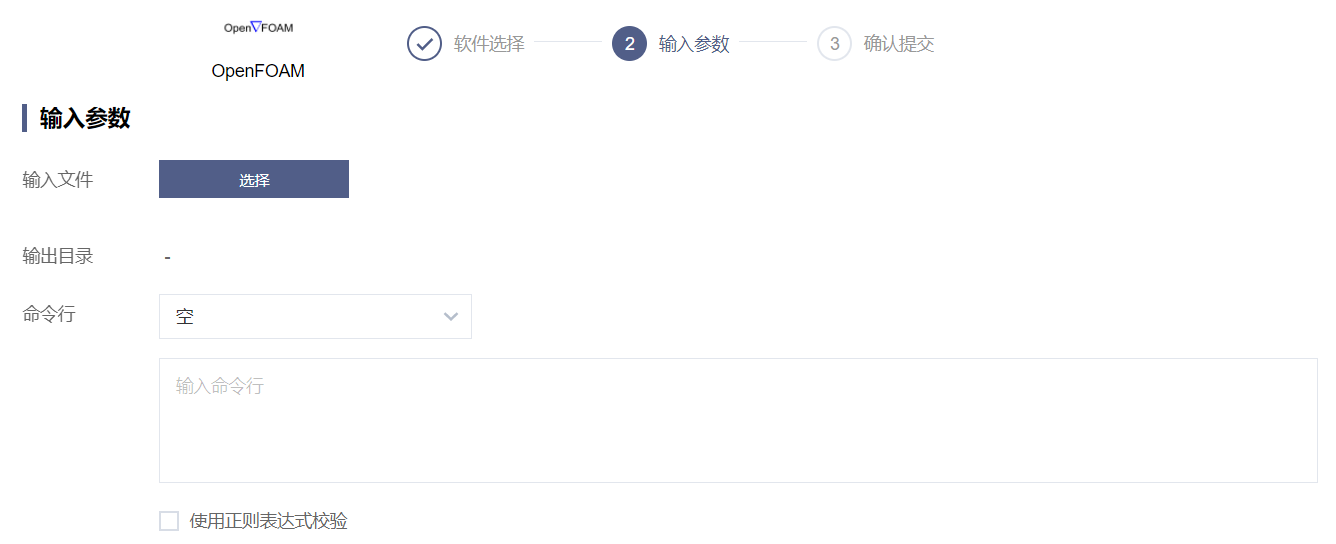 Open▽FOAM
OpenFOAM
软件选择
2 输入参数
3 确认提交
输入参数
输入文件 选择
输出目录 -
命令行 空
输入命令行
使用正则表达式校验